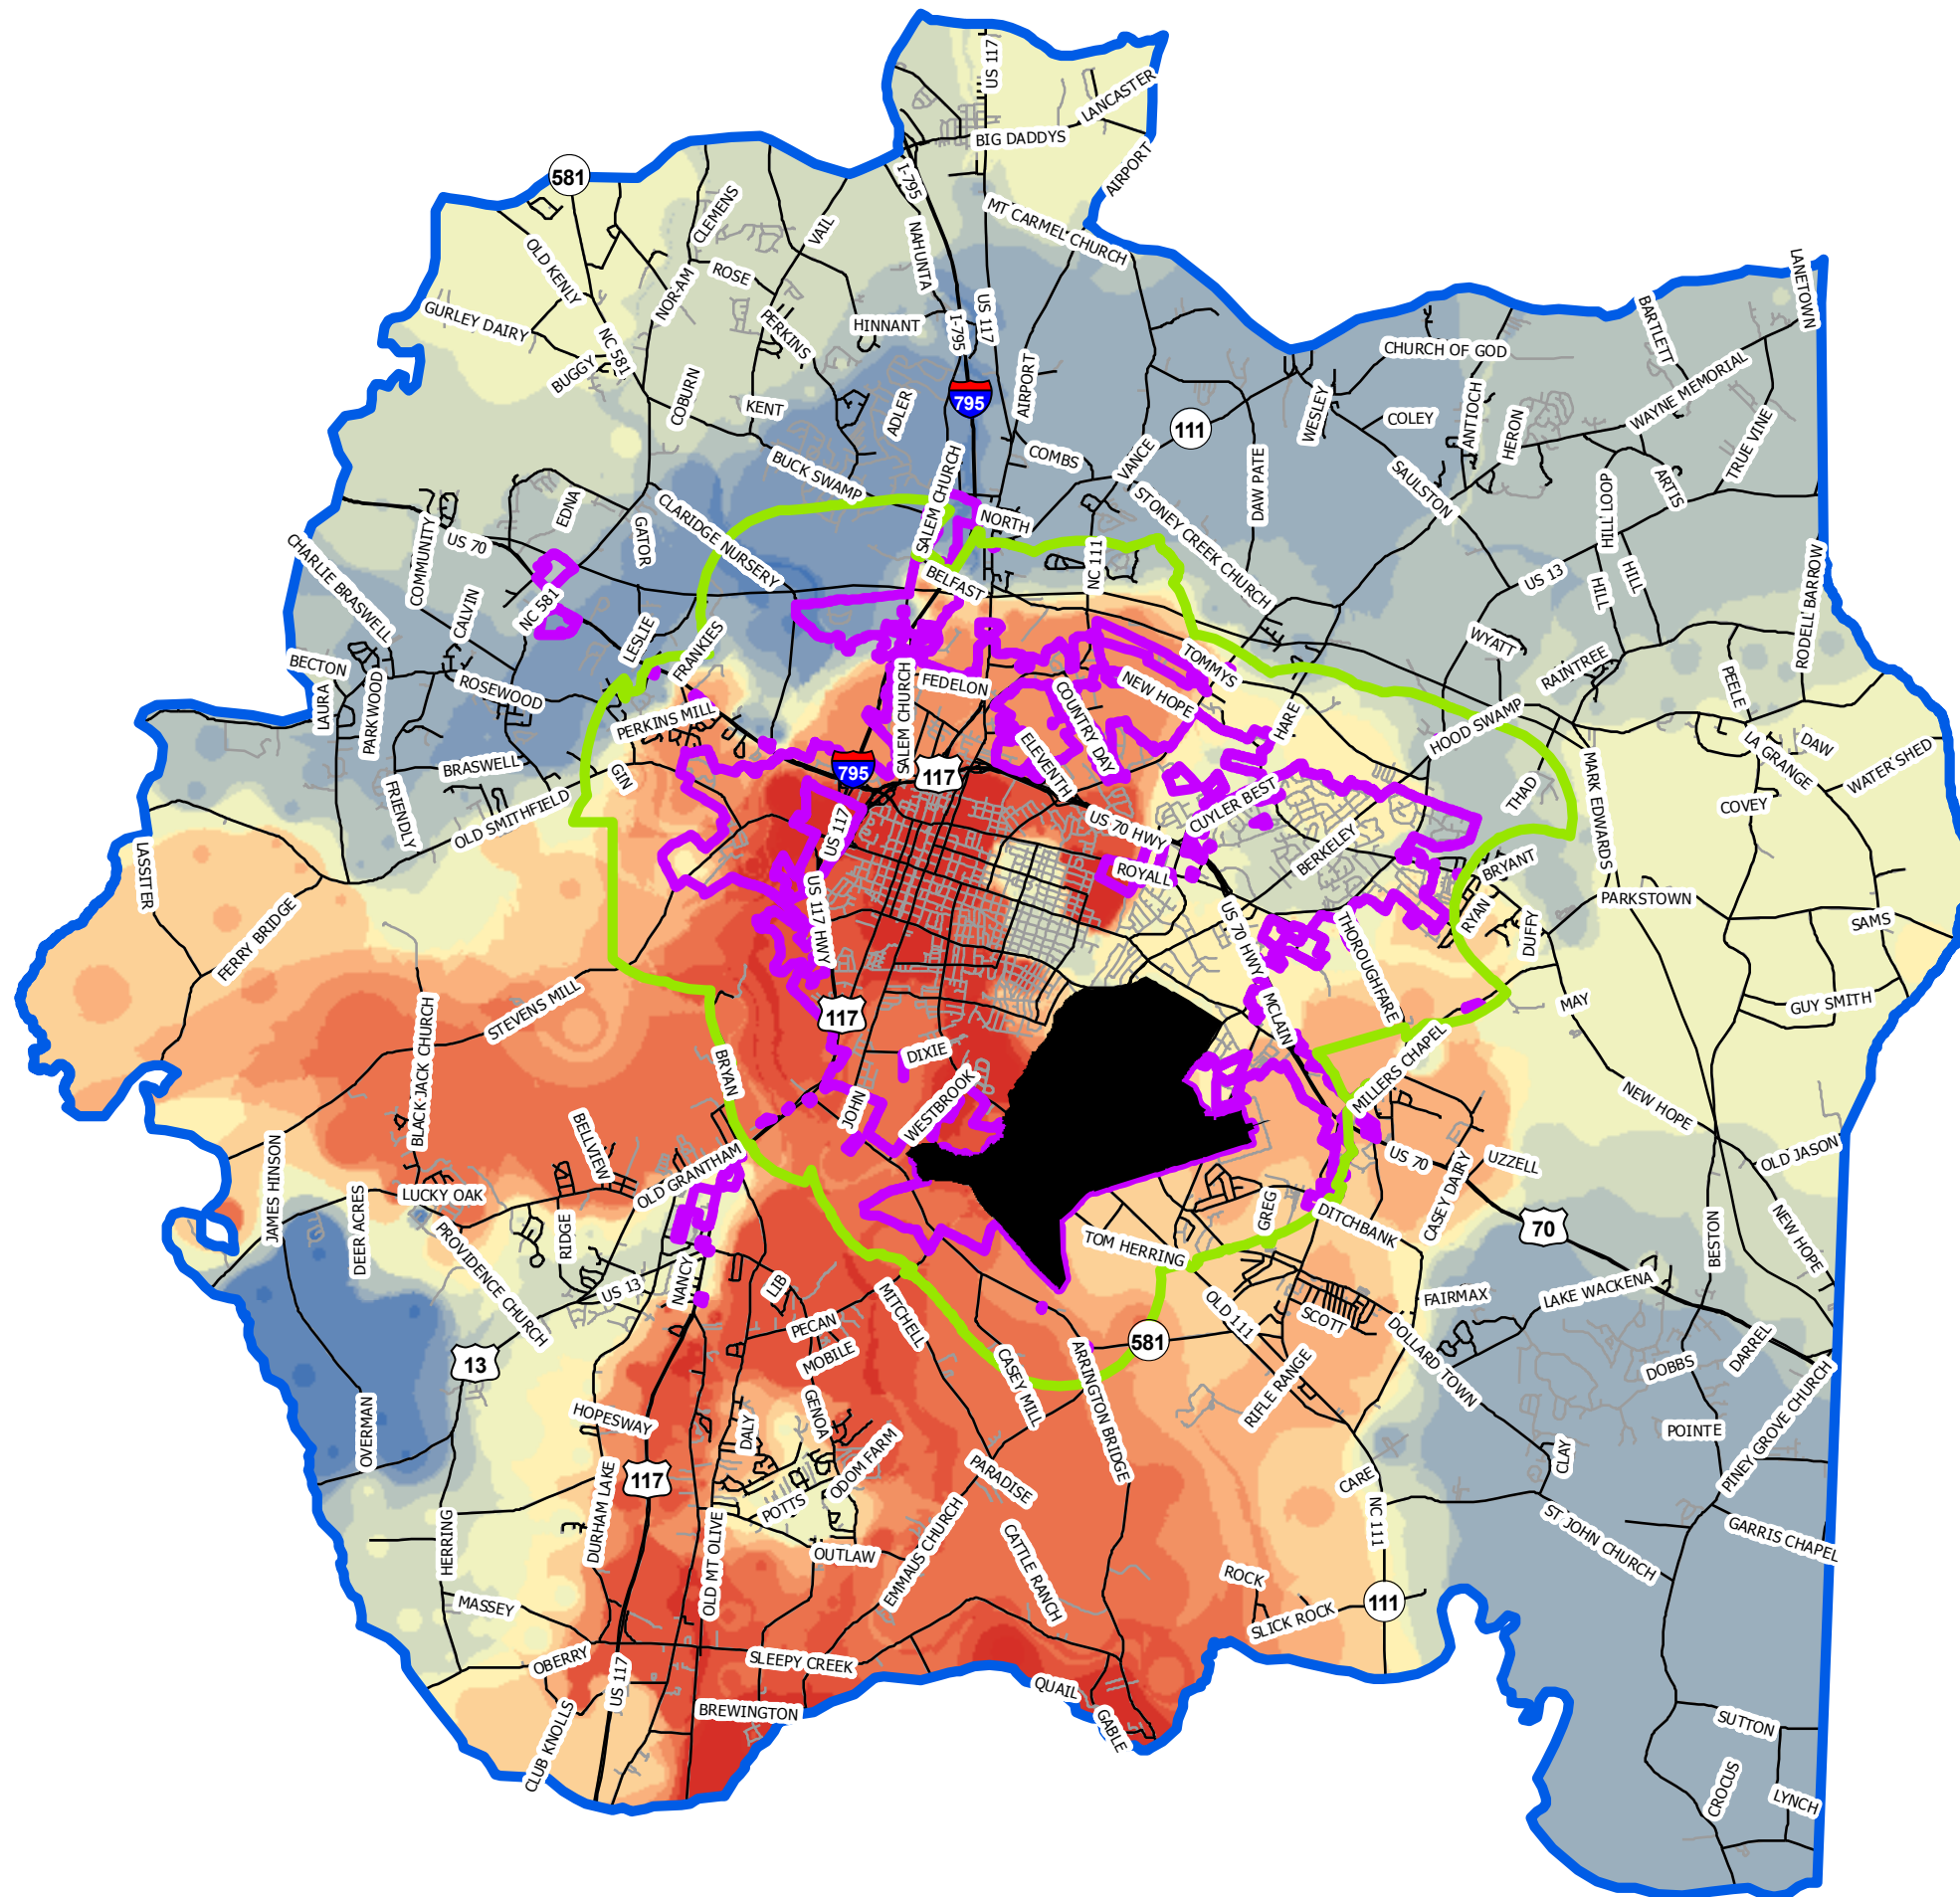 US 117
LANCASTER
BIG DADDYS
AIRPORT
581
I-795
CLEMENS
VAIL
MT CARMEL CHURCH
NAHUNTA
OLD KENLY
ROSE
NOR-AM
LANETOWN
GURLEY DAIRY
PERKINS
HINNANT
I-795
US 117
BARTLETT
NC 581
BUGGY
CHURCH OF GOD
COBURN
KENT
ADLER
795
AIRPORT
111
WESLEY
COLEY
ANTIOCH
HERON
WAYNE MEMORIAL
TRUE VINE
BUCK SWAMP
SALEM CHURCH
COMBS
VANCE
DAW PATE
SAULSTON
ARTIS
HILL LOOP
EDNA
GATOR
CLARIDGE NURSERY
NORTH
STONEY CREEK CHURCH
US 70
COMMUNITY
CHARLIE BRASWELL
BELFAST
NC 111
US 13
HILL
HILL
RODELL BARROW
CALVIN
NC 581
LESLIE
FRANKIES
WYATT
RAINTREE
TOMMYS
BECTON
LAURA
PARKWOOD
ROSEWOOD
FEDELON
SALEM CHURCH
COUNTRY DAY
NEW HOPE
PEELE
PERKINS MILL
HARE
HOOD SWAMP
DAW
LA GRANGE
WATER SHED
BRASWELL
GIN
795
117
ELEVENTH
MARK EDWARDS
THAD
COVEY
FRIENDLY
OLD SMITHFIELD
US 117
US 70 HWY
CUYLER BEST
BERKELEY
LASSITER
ROYALL
BRYANT
PARKSTOWN
FERRY BRIDGE
US 117 HWY
US 70 HWY
THOROUGHFARE
RYAN
DUFFY
SAMS
STEVENS MILL
117
MCLAIN
MAY
GUY SMITH
BLACK-JACK CHURCH
BRYAN
DIXIE
MILLERS CHAPEL
JOHN
WESTBROOK
NEW HOPE
BELLVIEW
JAMES HINSON
OLD GRANTHAM
US 70
UZZELL
OLD JASON
LUCKY OAK
DEER ACRES
RIDGE
GREG
DITCHBANK
CASEY DAIRY
70
BESTON
NEW HOPE
PROVIDENCE CHURCH
TOM HERRING
US 13
NANCY
LIB
MITCHELL
OLD 111
SCOTT
FAIRMAX
LAKE WACKENA
PECAN
MOBILE
13
CASEY MILL
ARRINGTON BRIDGE
581
DOLLARD TOWN
DOBBS
DARREL
RIFLE RANGE
HOPESWAY
GENOA
OVERMAN
DALY
POINTE
PINEY GROVE CHURCH
117
ODOM FARM
PARADISE
CARE
CLAY
POTTS
DURHAM LAKE
OLD MT OLIVE
NC 111
ST JOHN CHURCH
GARRIS CHAPEL
HERRING
OUTLAW
EMMAUS CHURCH
CATTLE RANCH
ROCK
111
MASSEY
SLICK ROCK
OBERRY
US 117
SLEEPY CREEK
QUAIL
BREWINGTON
GABLE
CLUB KNOLLS
SUTTON
CROCUS
LYNCH